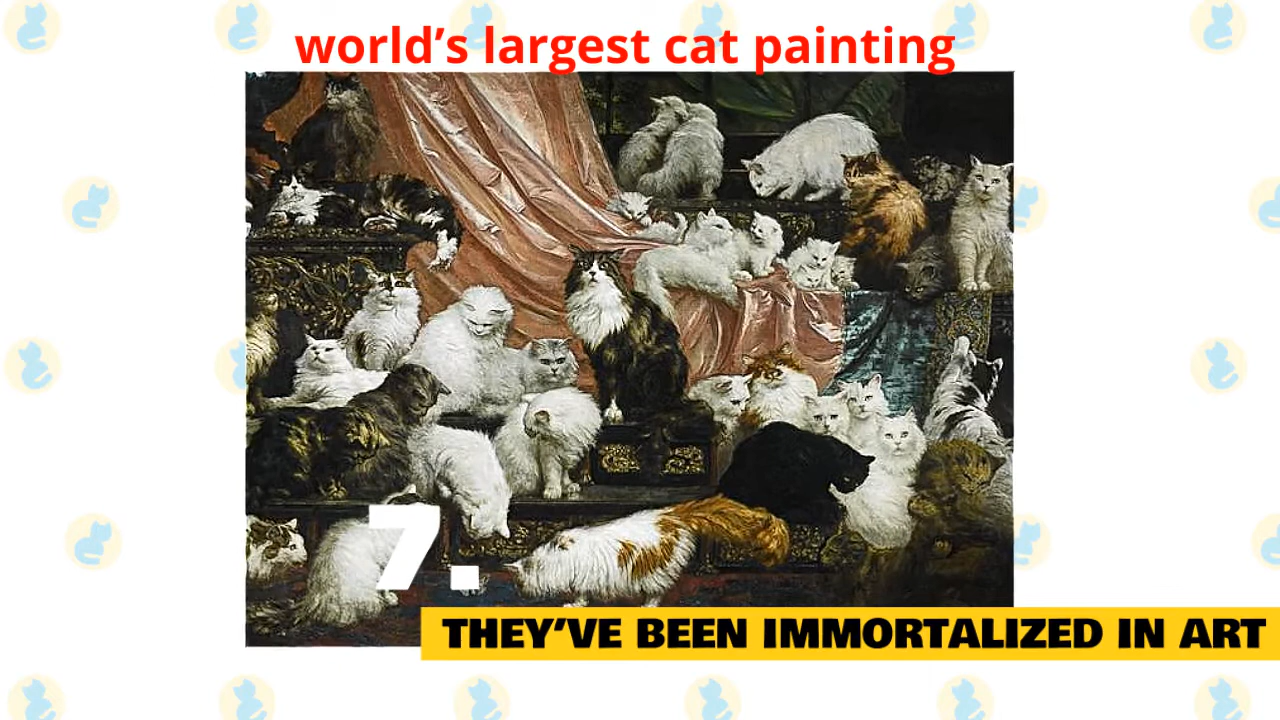 world’s largest cat painting
7.
THEY’VE BEEN IMMORTALIZED IN ART